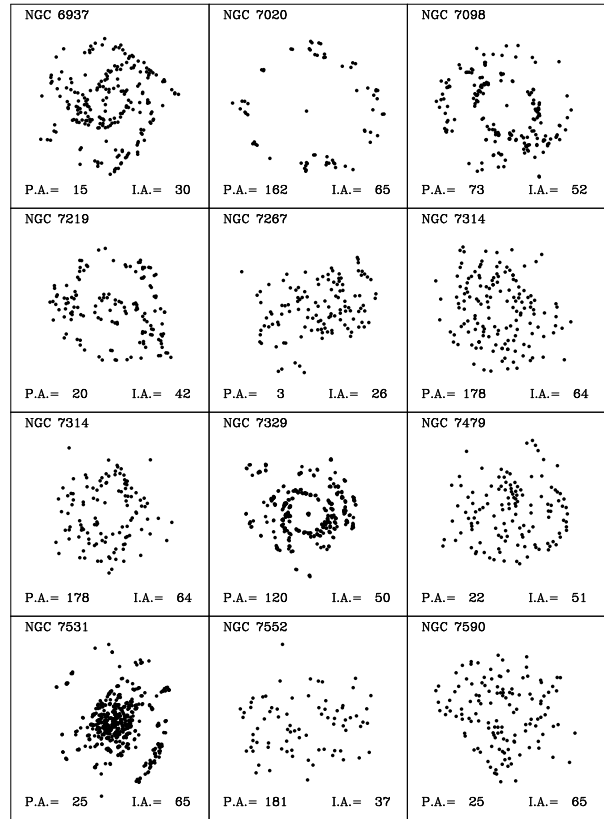 NGC 6937
NGC 7020
NGC 7098
P.A.= 15 I.A.= 30
P.A.= 162 I.A.= 65
P.A.= 73 I.A.= 52
NGC 7219
NGC 7267
NGC 7314
P.A.= 20 I.A.= 42
P.A.= 3 I.A.= 26
P.A.= 178 I.A.= 64
NGC 7314
NGC 7329
NGC 7479
P.A.= 178 I.A.= 64
P.A.= 120 I.A.= 50
P.A.= 22 I.A.= 51
NGC 7531
NGC 7552
NGC 7590
P.A.= 25 I.A.= 65
P.A.= 181 I.A.= 37
P.A.= 25 I.A.= 65